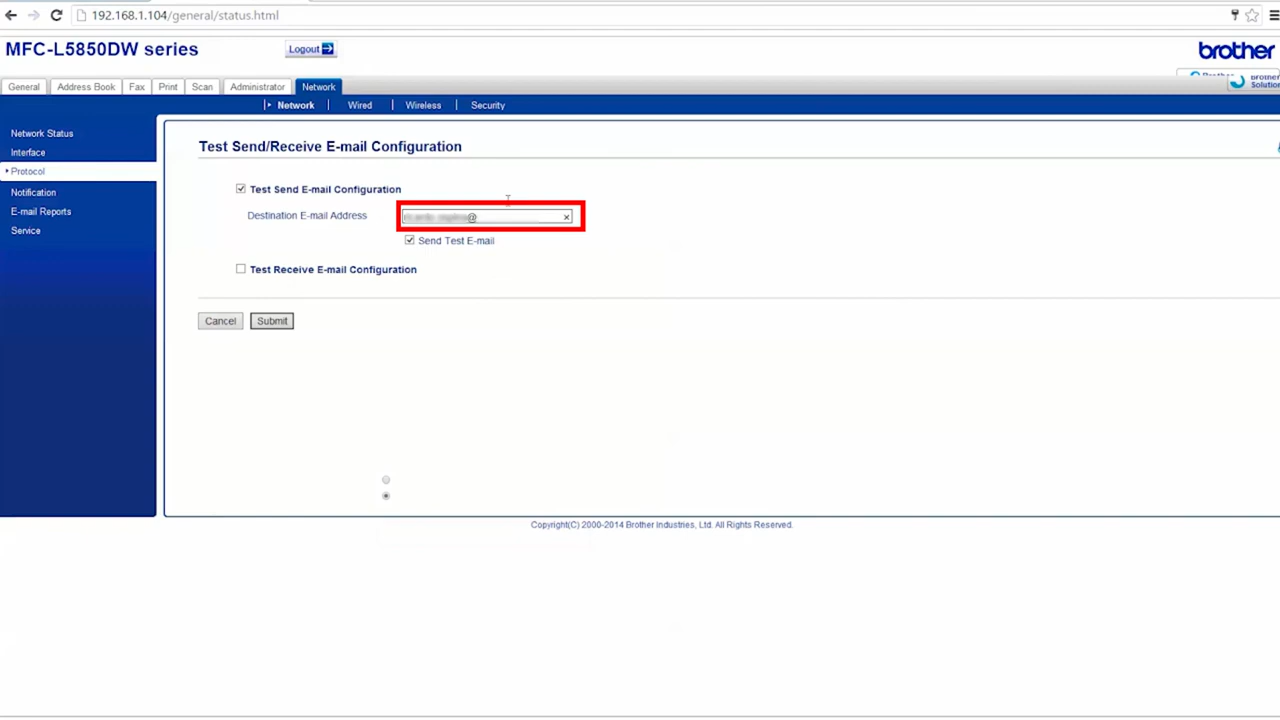 192.168.1.104/general/status.html
MFC-L5850DW series
Logout
brother
General
Address Book
Fax
Print
Scan
Administrator
Network
Brother
Solution
Network
Wired
Wireless
Security
Network Status
Interface
Protocol
Notification
E-mail Reports
Service
Test Send/Receive E-mail Configuration
Test Send E-mail Configuration
Destination E-mail Address
@
Send Test E-mail
Test Receive E-mail Configuration
Cancel
Submit
Copyright(C) 2000-2014 Brother Industries, Ltd. All Rights Reserved.